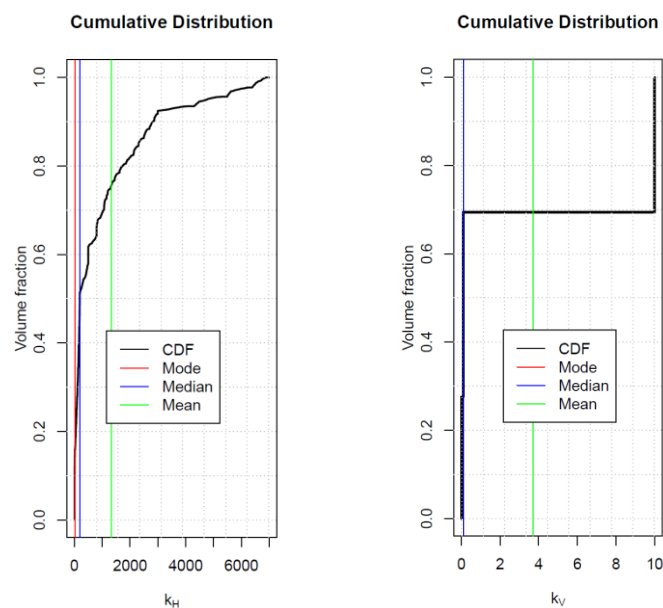 Cumulative Distribution
Volume fraction
1.0
0.8
0.6
0.4
0.2
0.0
CDF
Mode
Median
Mean
0 2000 4000 6000
kH
Cumulative Distribution
Volume fraction
1.0
0.8
0.6
0.4
0.2
0.0
CDF
Mode
Median
Mean
0 2 4 6 8 10
kV